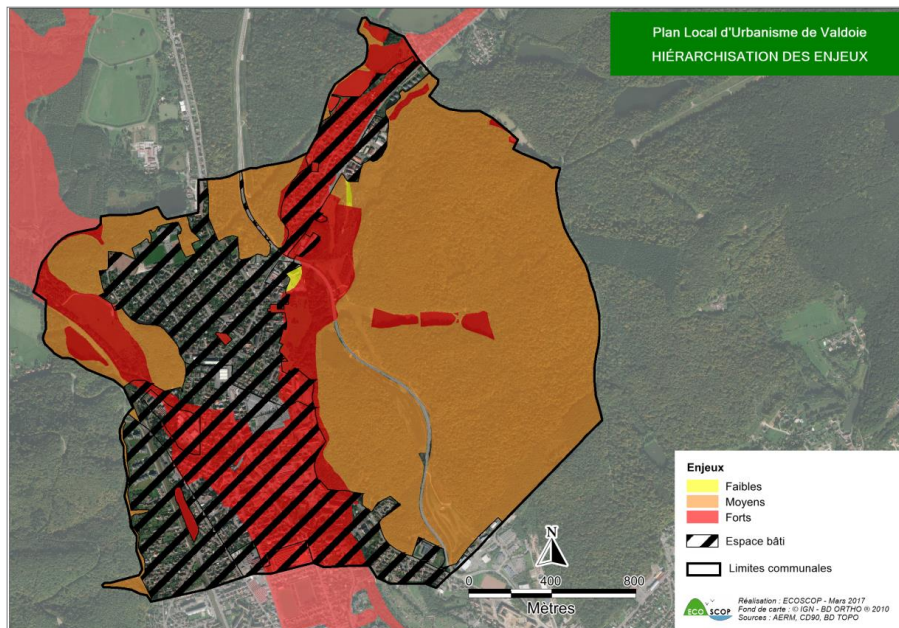 Plan Local d'Urbanisme de Valdoie
HIÉRARCHISATION DES ENJEUX
Enjeux
Faibles
Moyens
Forts
Espace bâti
Limites communales
N
0 400 800
Mètres
ECO SCOP
Réalisation : ECOSCOP - Mars 2017
Fond de carte : © IGN - BD ORTHO ® 2010
Sources : AERM, CD90, BD TOPO